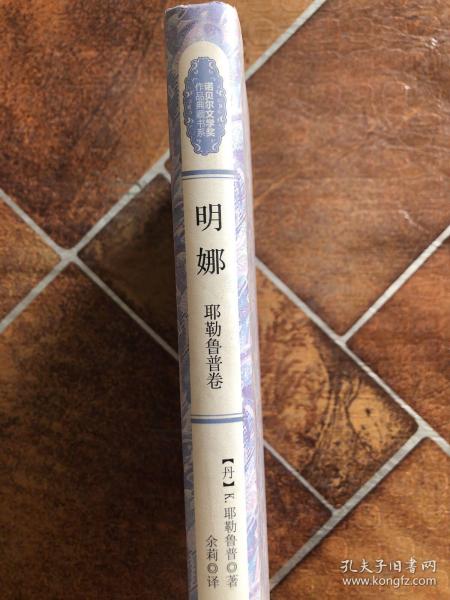 诺贝尔文学奖
作品典藏书系
明娜
耶勒鲁普卷
【丹】K.耶勒鲁普◎著
余莉◎译
孔夫子旧书网
www.kongfz.com